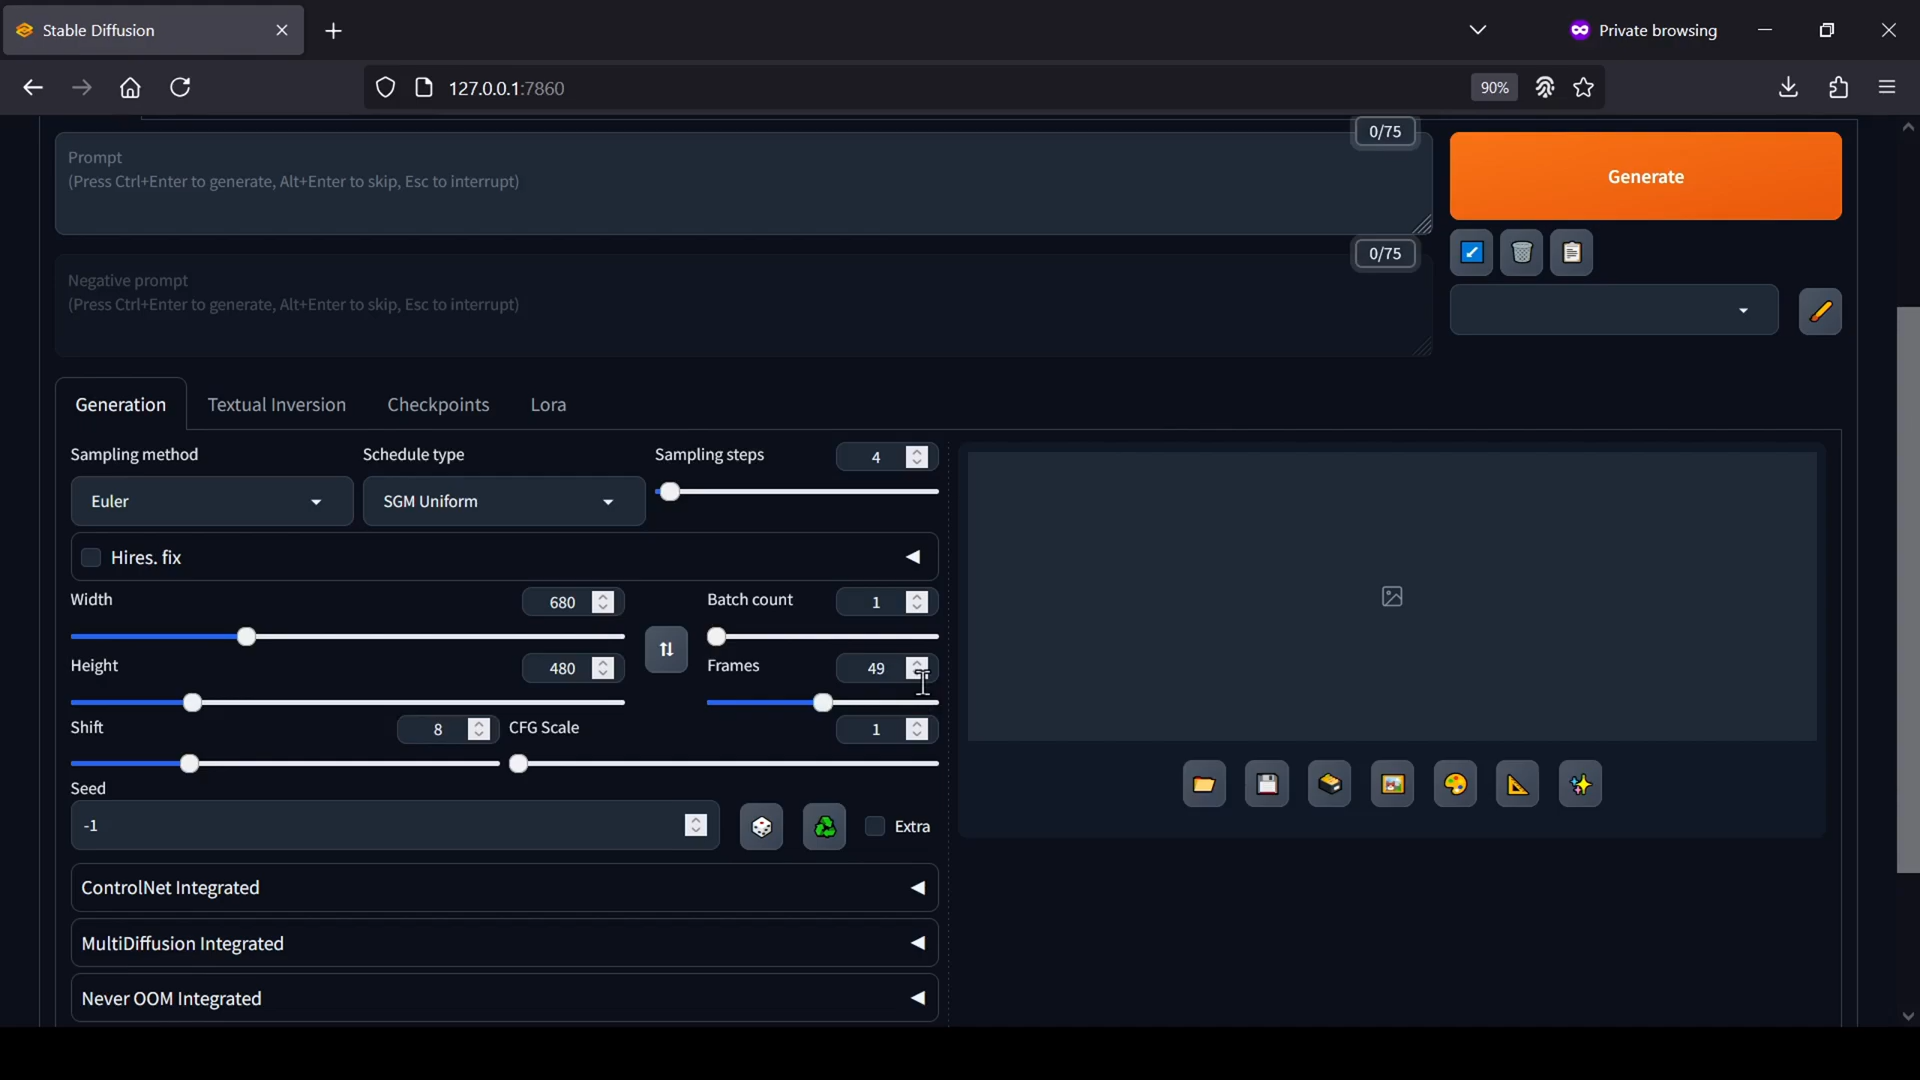 Stable Diffusion
Private browsing
127.0.0.1:7860
90%
0/75
Prompt
(Press Ctrl+Enter to generate, Alt+Enter to skip, Esc to interrupt)
Generate
0/75
Negative prompt
(Press Ctrl+Enter to generate, Alt+Enter to skip, Esc to interrupt)
Generation Textual Inversion Checkpoints Lora
Sampling method Schedule type Sampling steps 4
Euler SGM Uniform
Hires. fix
Width 680 Batch count 1
Height 480 Frames 49
Shift 8 CFG Scale 1
Seed
-1
Extra
ControlNet Integrated
MultiDiffusion Integrated
Never OOM Integrated